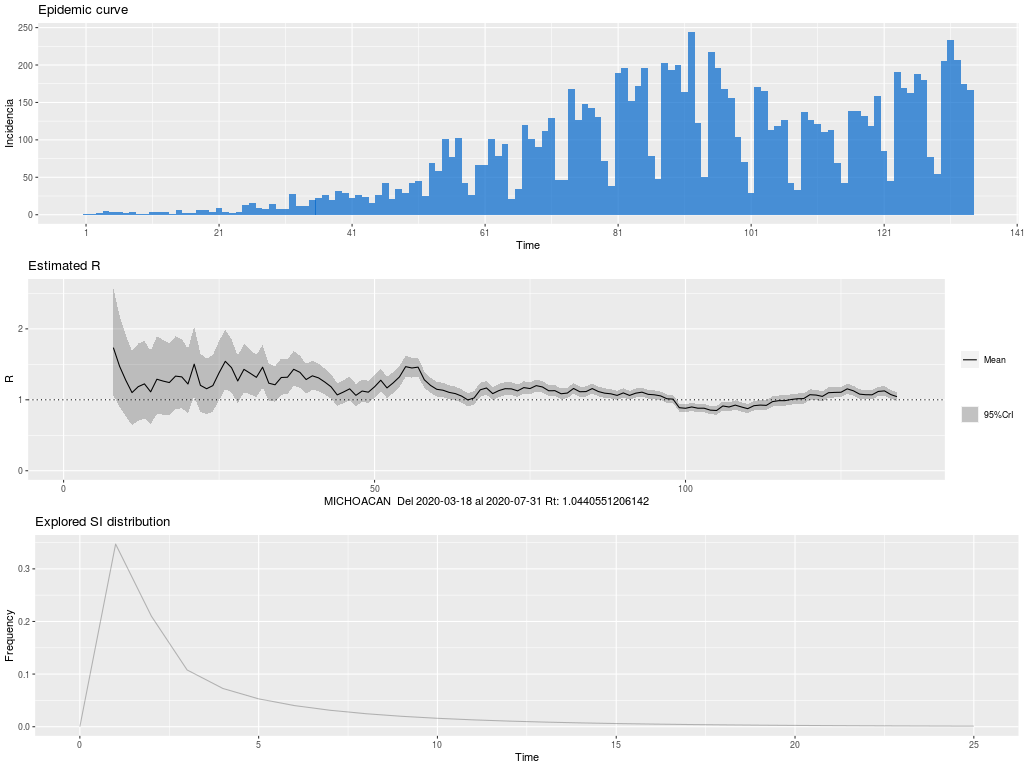 Epidemic curve
250
200
150
100
50
0
Incidencia
1 21 41 61 81 101 121 141
Time
Estimated R
2
1
0
R
Mean
95%CrI
0 50 100
MICHOACAN Del 2020-03-18 al 2020-07-31 Rt: 1.0440551206142
Explored SI distribution
0.3
0.2
0.1
0.0
Frequency
0 5 10 15 20 25
Time